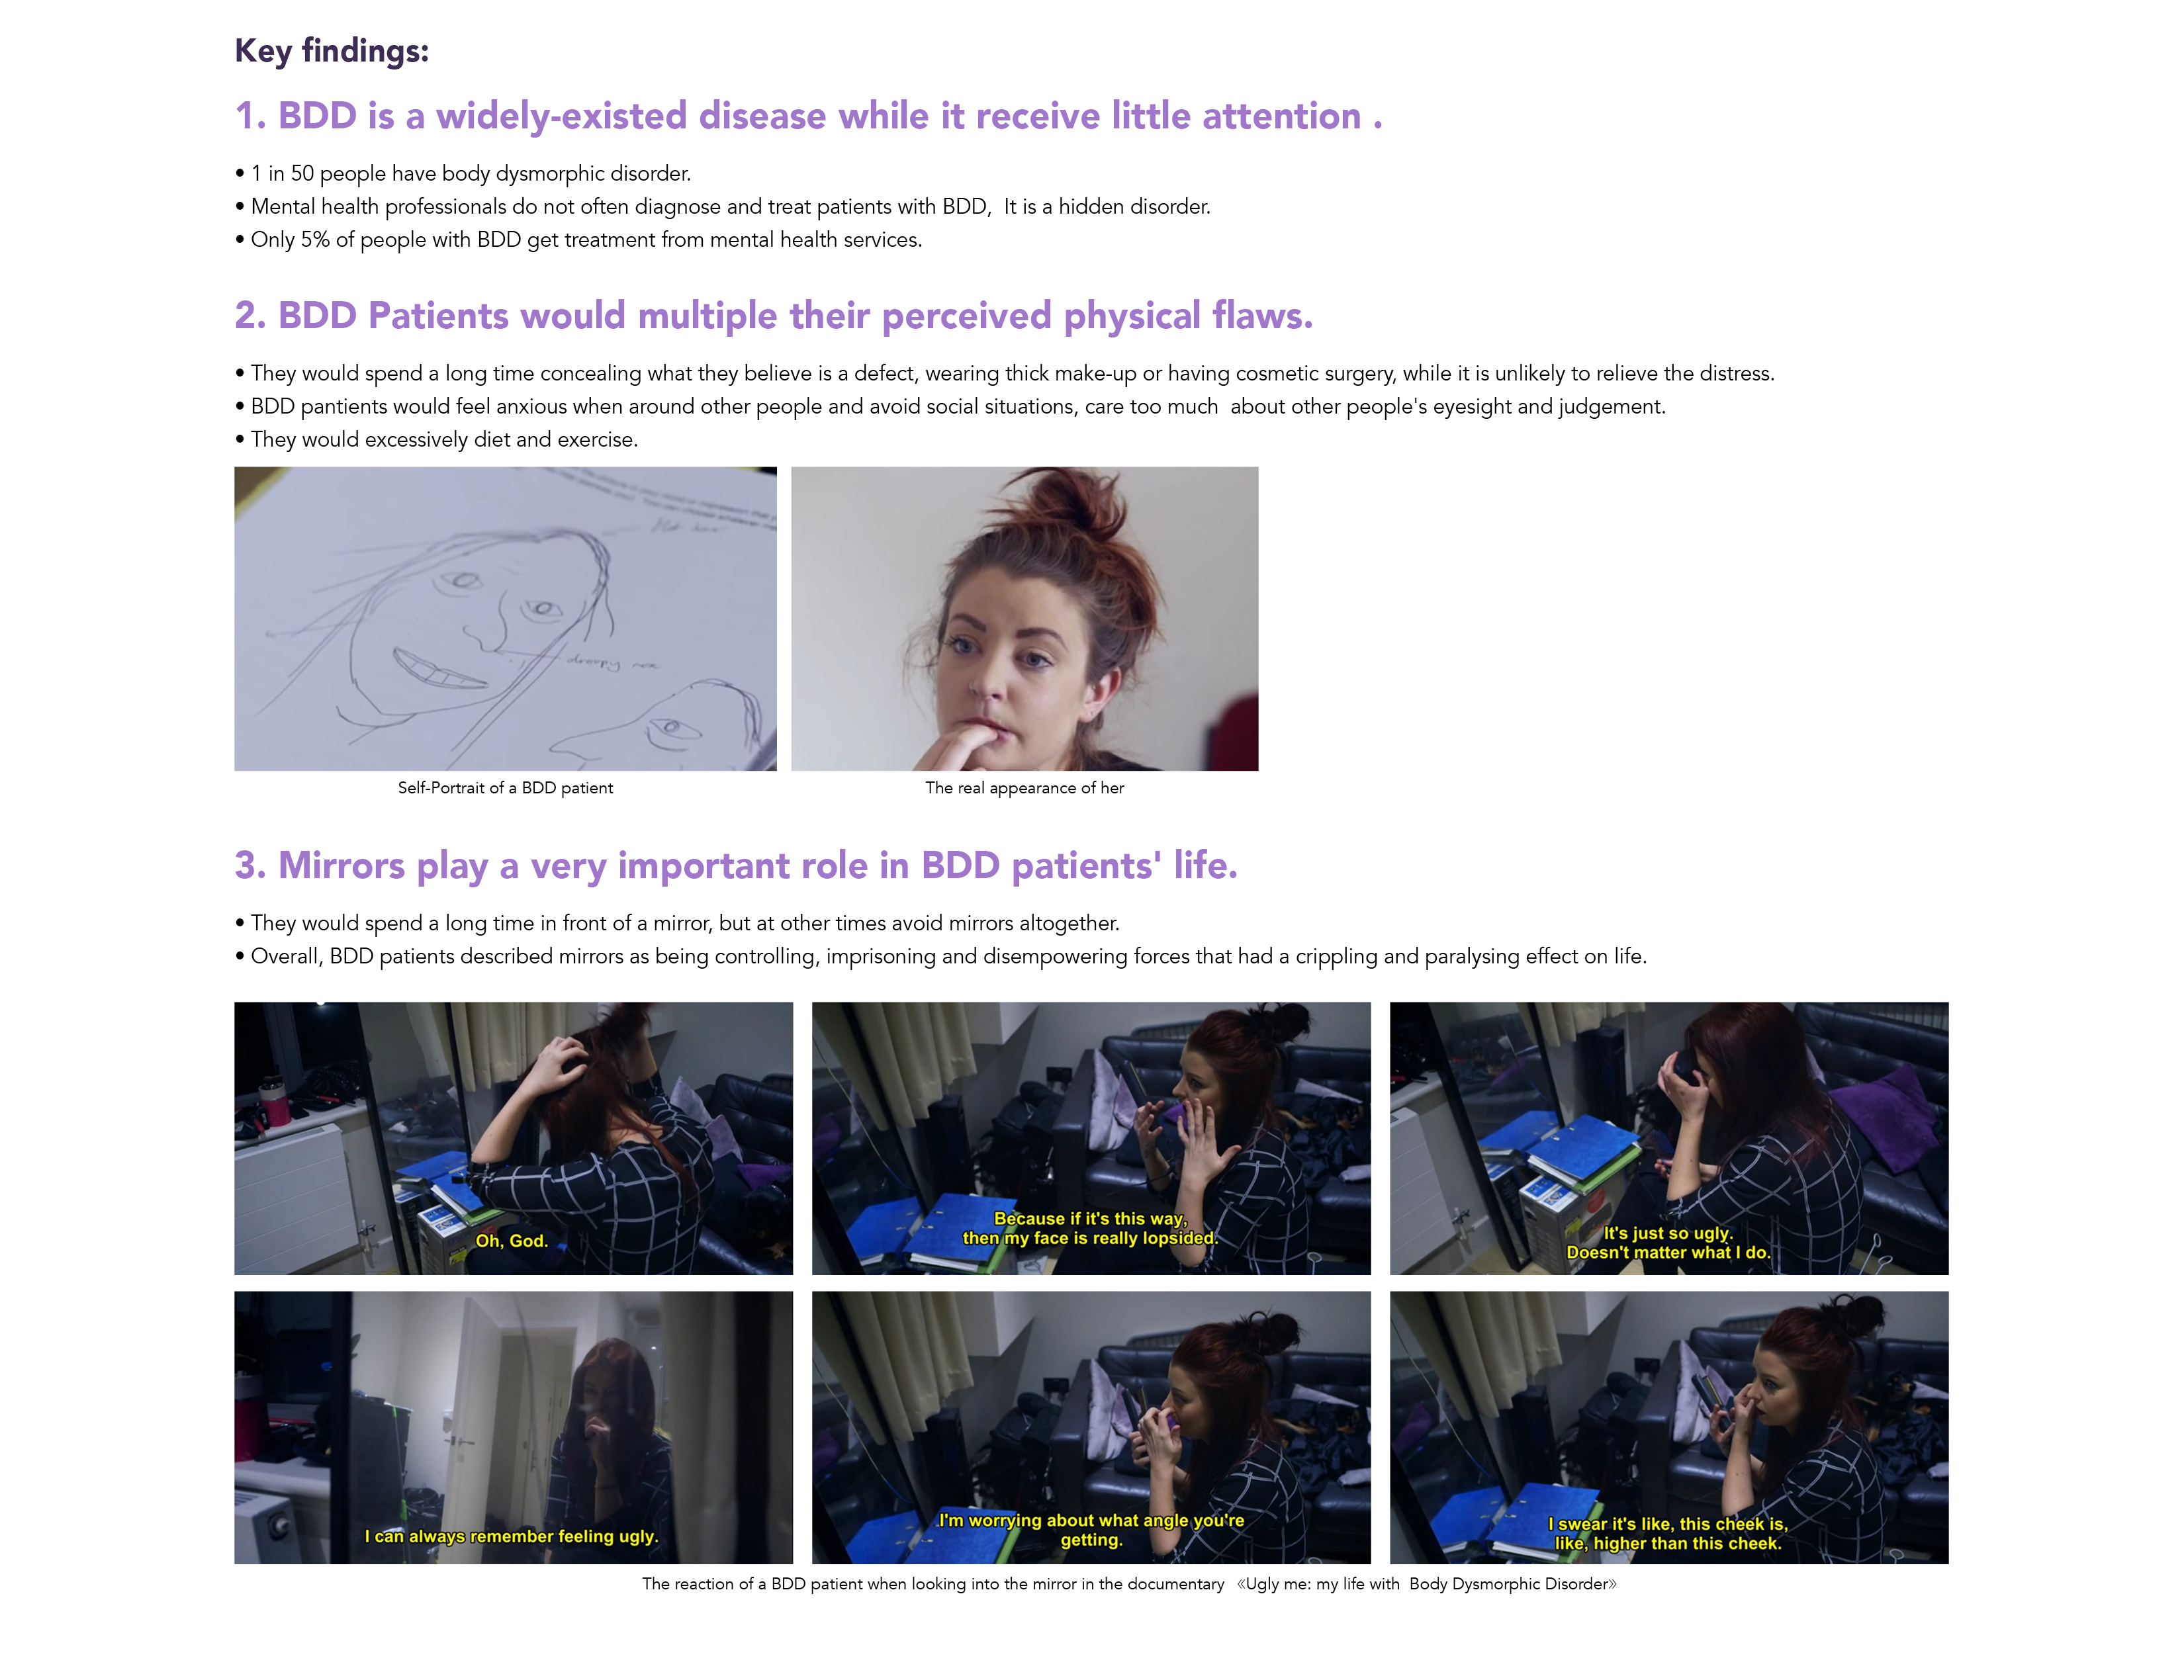 Key findings:
1. BDD is a widely-existed disease while it receive little attention .
• 1 in 50 people have body dysmorphic disorder.
• Mental health professionals do not often diagnose and treat patients with BDD,  It is a hidden disorder.
• Only 5% of people with BDD get treatment from mental health services.
2. BDD Patients would multiple their perceived physical flaws.
• They would spend a long time concealing what they believe is a defect, wearing thick make-up or having cosmetic surgery, while it is unlikely to relieve the distress.
• BDD pantients would feel anxious when around other people and avoid social situations, care too much  about other people's eyesight and judgement.
• They would excessively diet and exercise.
droopy
Self-Portrait of a BDD patient
The real appearance of her
3. Mirrors play a very important role in BDD patients' life.
• They would spend a long time in front of a mirror, but at other times avoid mirrors altogether.
• Overall, BDD patients described mirrors as being controlling, imprisoning and disempowering forces that had a crippling and paralysing effect on life.
Oh, God.
Because if it's this way,
then my face is really lopsided.
It's just so ugly.
Doesn't matter what I do.
I can always remember feeling ugly.
I'm worrying about what angle you're
getting.
I swear it's like, this cheek is,
like, higher than this cheek.
The reaction of a BDD patient when looking into the mirror in the documentary  《Ugly me: my life with  Body Dysmorphic Disorder》